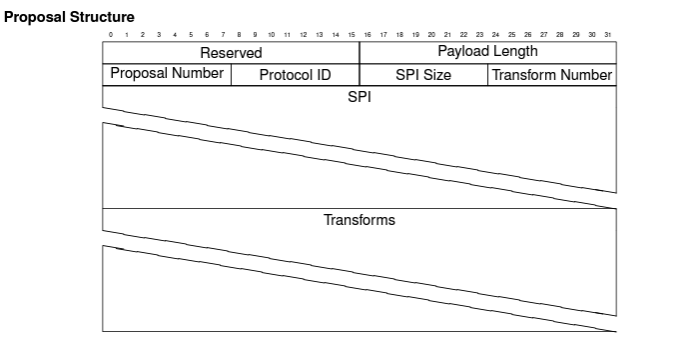 Proposal Structure
0 1 2 3 4 5 6 7 8 9 10 11 12 13 14 15 16 17 18 19 20 21 22 23 24 25 26 27 28 29 30 31
Reserved Payload Length
Proposal Number Protocol ID SPI Size Transform Number
SPI
Transforms